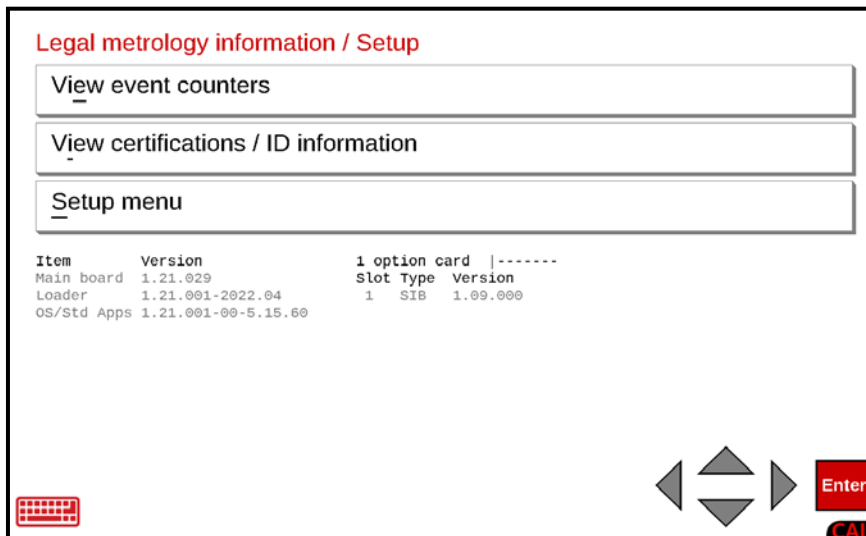 Legal metrology information / Setup
View event counters
View certifications / ID information
Setup menu
Item Version 1 option card |-------
Main board 1.21.029 Slot Type Version
Loader 1.21.001-2022.04 1 SIB 1.09.000
OS/Std Apps 1.21.001-00-5.15.60
Enter